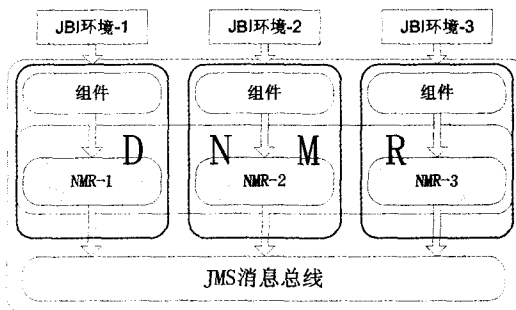 JBI环境-1 JBI环境-2 JBI环境-3
组件 组件 组件
D N M R
NMR-1 NMR-2 NMR-3
JMS消息总线